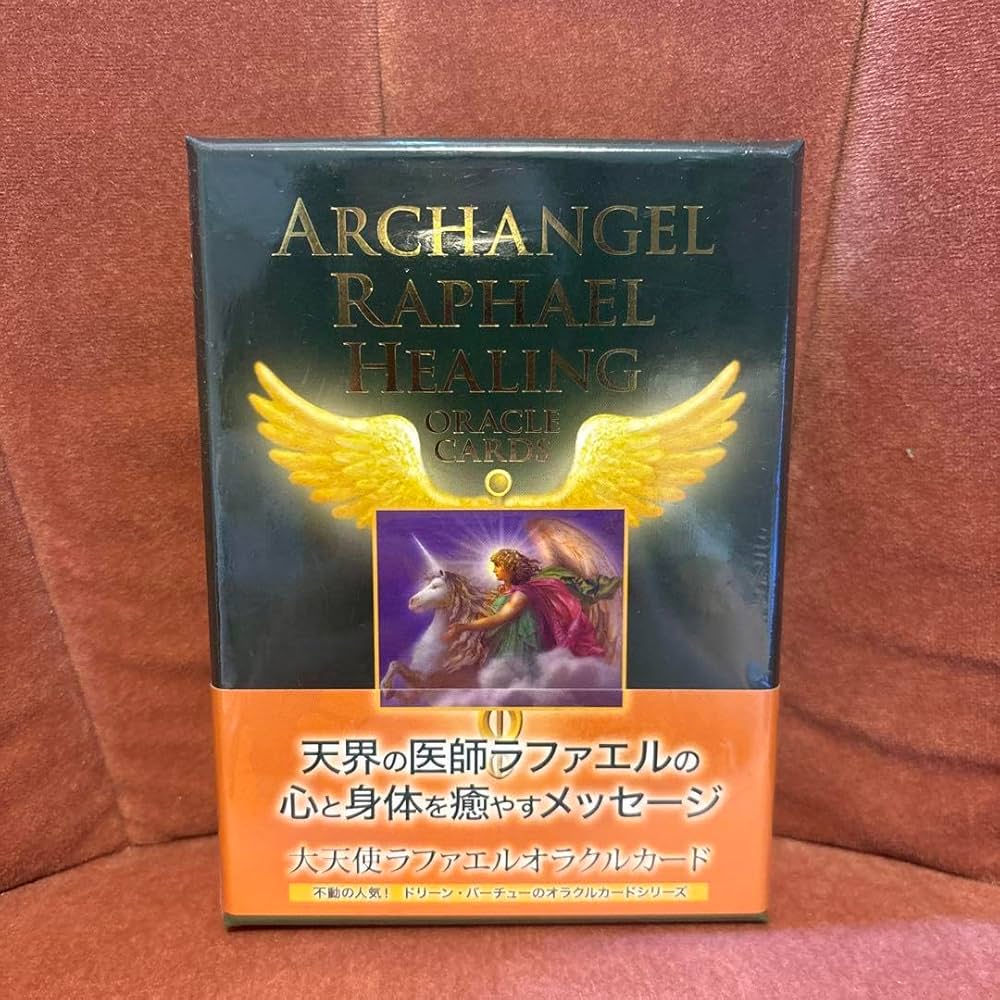 ARCHANGEL
RAPHAEL
HEALING
ORACLE
CARDS
天界の医師ラファエルの
心と身体を癒やすメッセージ
大天使ラファエルオラクルカード
不動の人気! ドリーン・バーチューのオラクルカードシリーズ